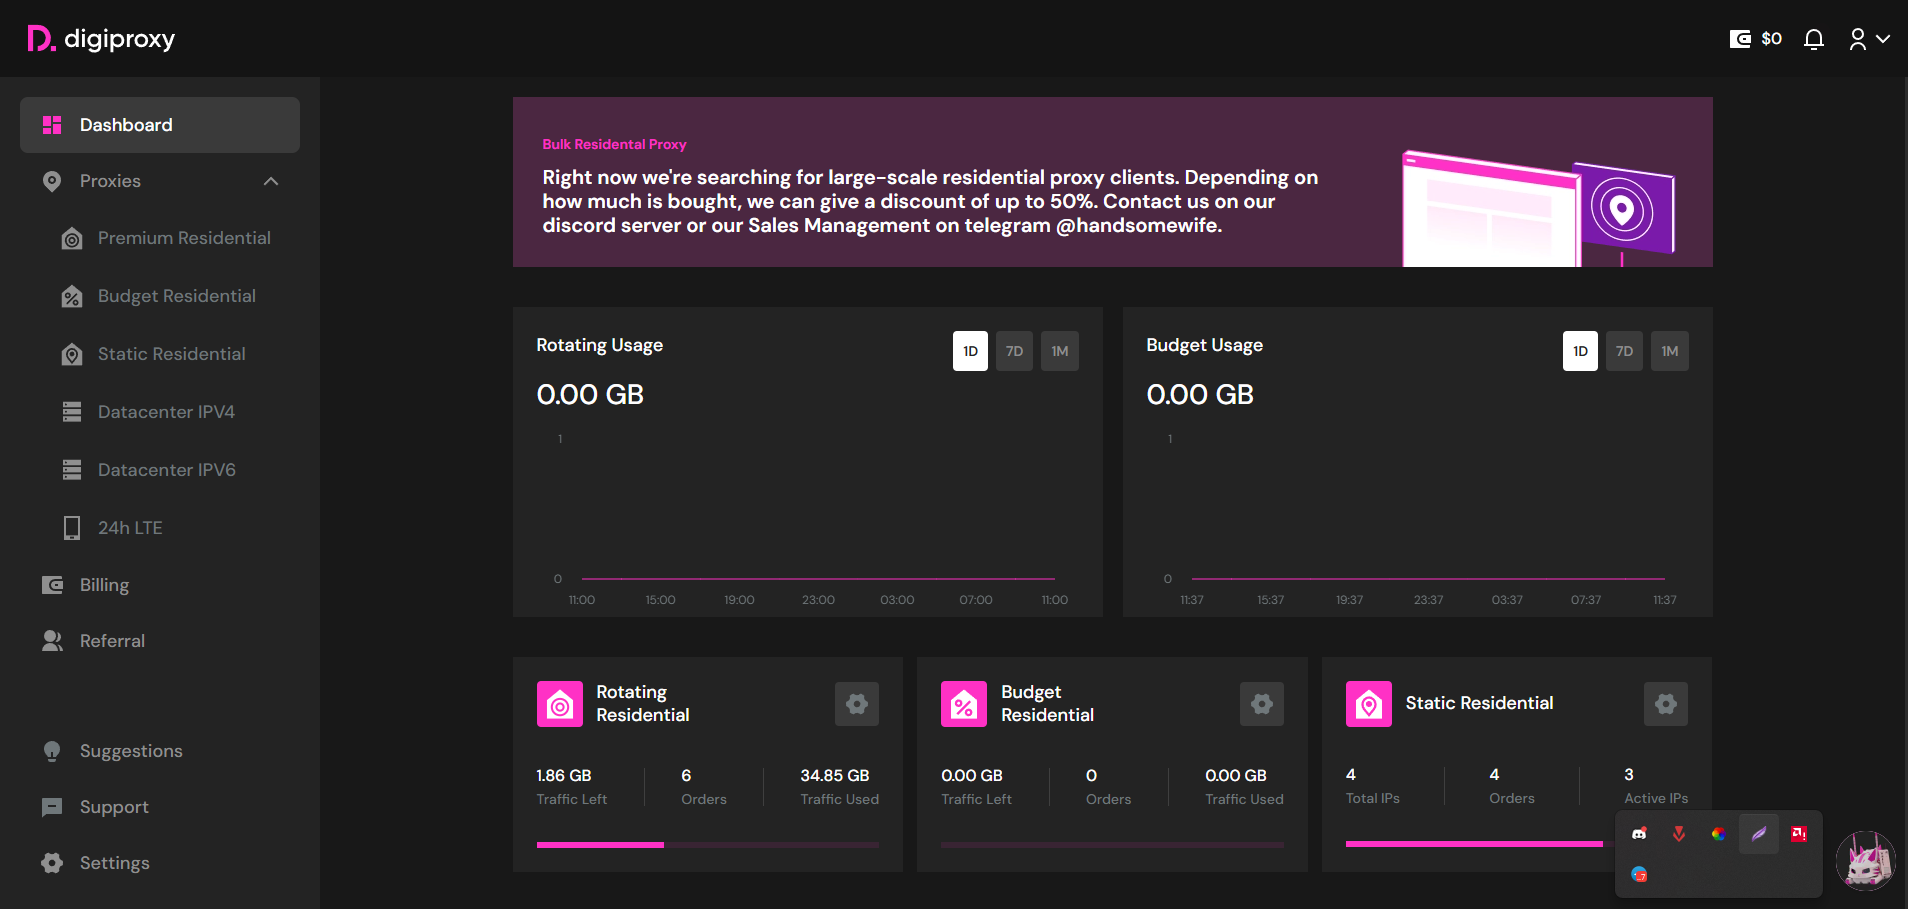 D. digiproxy
$0
Dashboard
Proxies
Premium Residential
Budget Residential
Static Residential
Datacenter IPV4
Datacenter IPV6
24h LTE
Billing
Referral
Suggestions
Support
Settings
Bulk Residental Proxy
Right now we're searching for large-scale residential proxy clients. Depending on
how much is bought, we can give a discount of up to 50%. Contact us on our
discord server or our Sales Management on telegram @handsomewife.
Rotating Usage
1D 7D 1M
0.00 GB
1
0
11:00 15:00 19:00 23:00 03:00 07:00 11:00
Budget Usage
1D 7D 1M
0.00 GB
1
0
11:37 15:37 19:37 23:37 03:37 07:37 11:37
Rotating
Residential
1.86 GB 6 34.85 GB
Traffic Left Orders Traffic Used
Budget
Residential
0.00 GB 0 0.00 GB
Traffic Left Orders Traffic Used
Static Residential
4 4 3
Total IPs Orders Active IPs